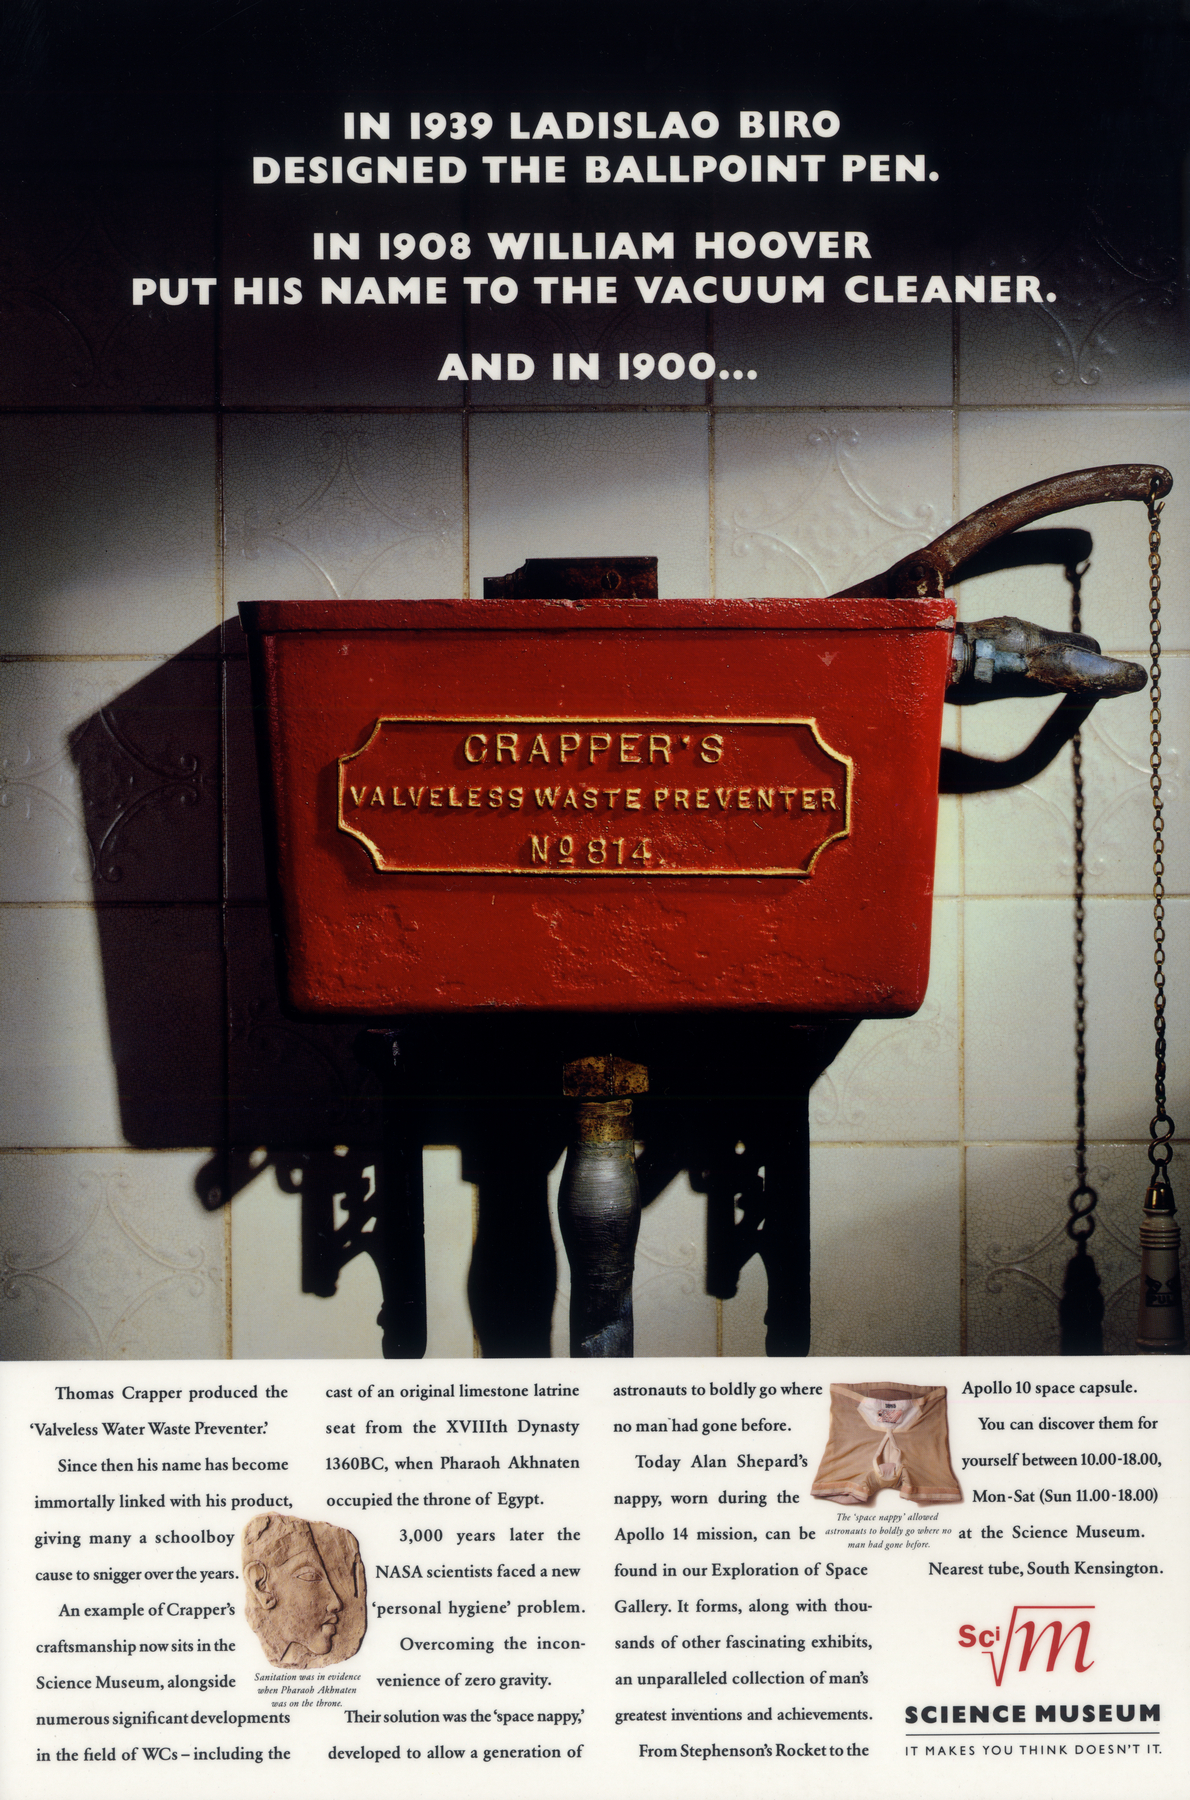 IN 1939 LADISLAO BIRO
DESIGNED THE BALLPOINT PEN.
IN 1908 WILLIAM HOOVER
PUT HIS NAME TO THE VACUUM CLEANER.
AND IN 1900...
CRAPPER'S
VALVELESS WASTE PREVENTER
Nº 814.
Thomas Crapper produced the
‘Valveless Water Waste Preventer.’
Since then his name has become
immortally linked with his product,
giving many a schoolboy
cause to snigger over the years.
An example of Crapper’s
craftsmanship now sits in the
Science Museum, alongside
numerous significant developments
in the field of WCs – including the
Sanitation was in evidence
when Pharaoh Akhnaten
was on the throne.
cast of an original limestone latrine
seat from the XVIIIth Dynasty
1360BC, when Pharaoh Akhnaten
occupied the throne of Egypt.
3,000 years later the
NASA scientists faced a new
‘personal hygiene’ problem.
Overcoming the incon-
venience of zero gravity.
Their solution was the ‘space nappy,’
developed to allow a generation of
astronauts to boldly go where
no man had gone before.
Today Alan Shepard’s
nappy, worn during the
Apollo 14 mission, can be
found in our Exploration of Space
Gallery. It forms, along with thou-
sands of other fascinating exhibits,
an unparalleled collection of man’s
greatest inventions and achievements.
From Stephenson’s Rocket to the
The ‘space nappy’ allowed
astronauts to boldly go where no
man had gone before.
Apollo 10 space capsule.
You can discover them for
yourself between 10.00-18.00,
Mon-Sat (Sun 11.00-18.00)
at the Science Museum.
Nearest tube, South Kensington.
Sci√m
SCIENCE MUSEUM
IT MAKES YOU THINK DOESN'T IT.